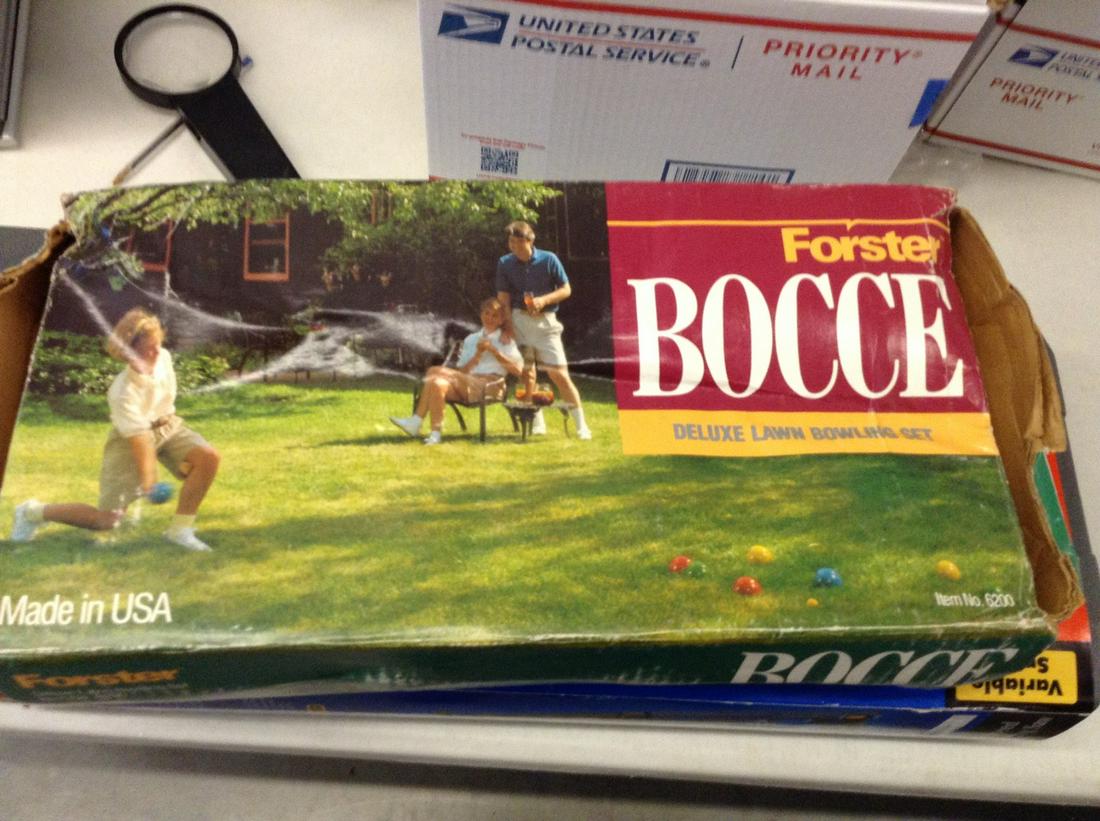 UNITED STATES
POSTAL SERVICE®
PRIORITY®
MAIL
PRIORITY
MAIL
Forster
BOCCE
DELUXE LAWN BOWLING SET
Made in USA
Item No. 6200
Forster
BOCCE
Variable